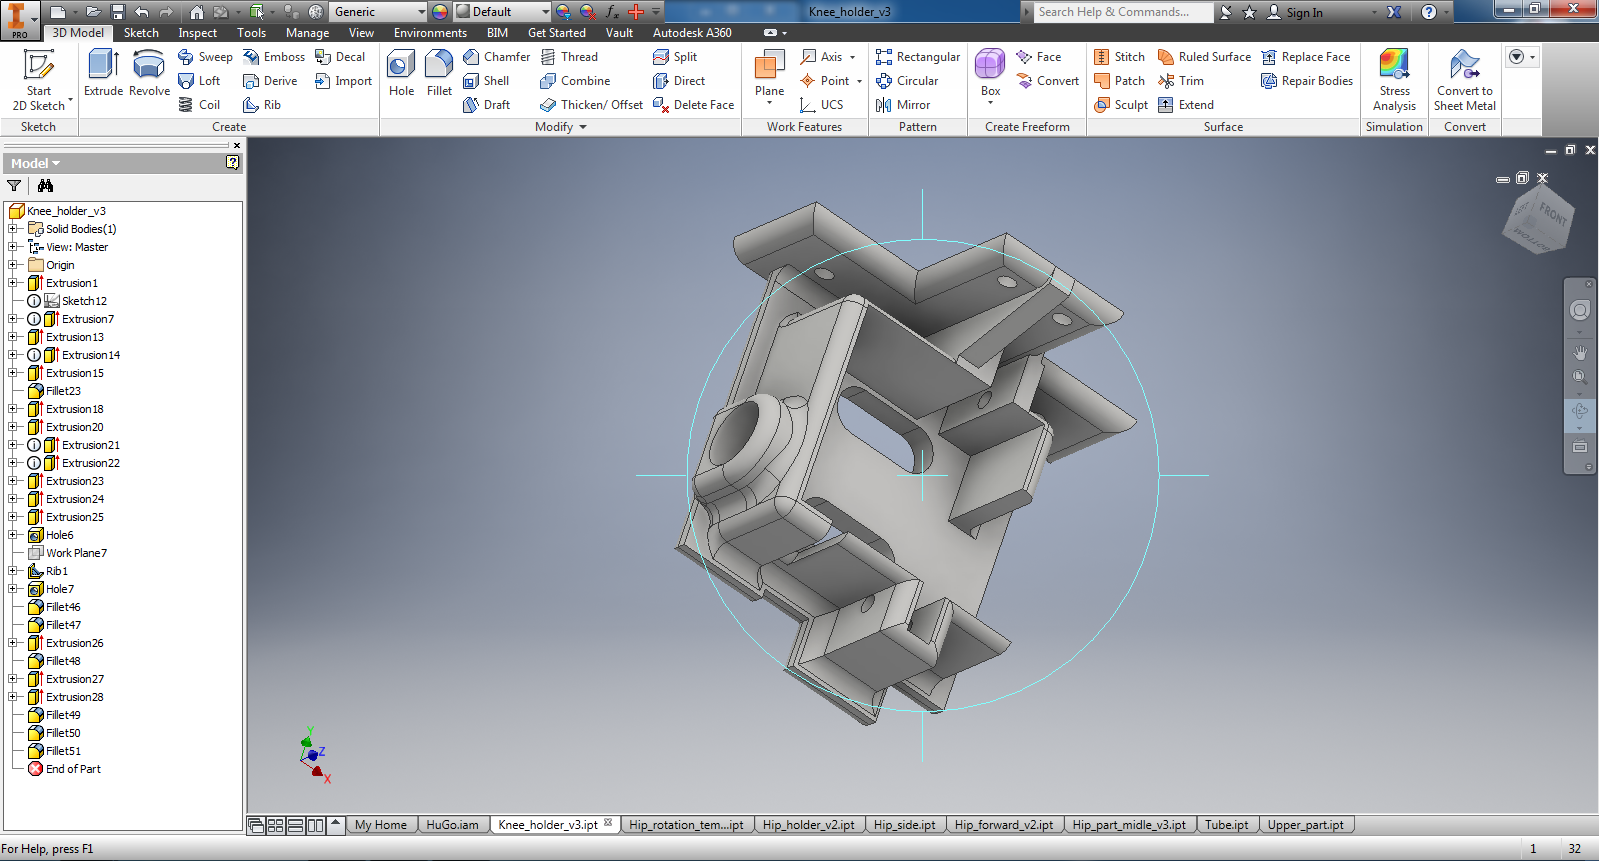 I PRO Generic Default fx Knee_holder_v3 Search Help & Commands... Sign In
3D Model Sketch Inspect Tools Manage View Environments BIM Get Started Vault Autodesk A360
Start 2D Sketch
Extrude Revolve
Sweep Emboss Decal
Loft Derive Import
Coil Rib
Hole Fillet
Chamfer Thread Split
Shell Combine Direct
Draft Thicken/ Offset Delete Face
Plane
Axis
Point
UCS
Rectangular
Circular
Mirror
Box
Face
Convert
Stitch Ruled Surface Replace Face
Patch Trim Repair Bodies
Sculpt Extend
Stress Analysis
Convert to Sheet Metal
Sketch Create Modify Work Features Pattern Create Freeform Surface Simulation Convert
Model
Knee_holder_v3
Solid Bodies(1)
View: Master
Origin
Extrusion1
Sketch12
Extrusion7
Extrusion13
Extrusion14
Extrusion15
Fillet23
Extrusion18
Extrusion20
Extrusion21
Extrusion22
Extrusion23
Extrusion24
Extrusion25
Hole6
Work Plane7
Rib1
Hole7
Fillet46
Fillet47
Extrusion26
Fillet48
Extrusion27
Extrusion28
Fillet49
Fillet50
Fillet51
End of Part
LEFT FRONT
BOTTOM
Y
Z
X
My Home HuGo.iam Knee_holder_v3.ipt Hip_rotation_tem...ipt Hip_holder_v2.ipt Hip_side.ipt Hip_forward_v2.ipt Hip_part_midle_v3.ipt Tube.ipt Upper_part.ipt
For Help, press F1 1 32